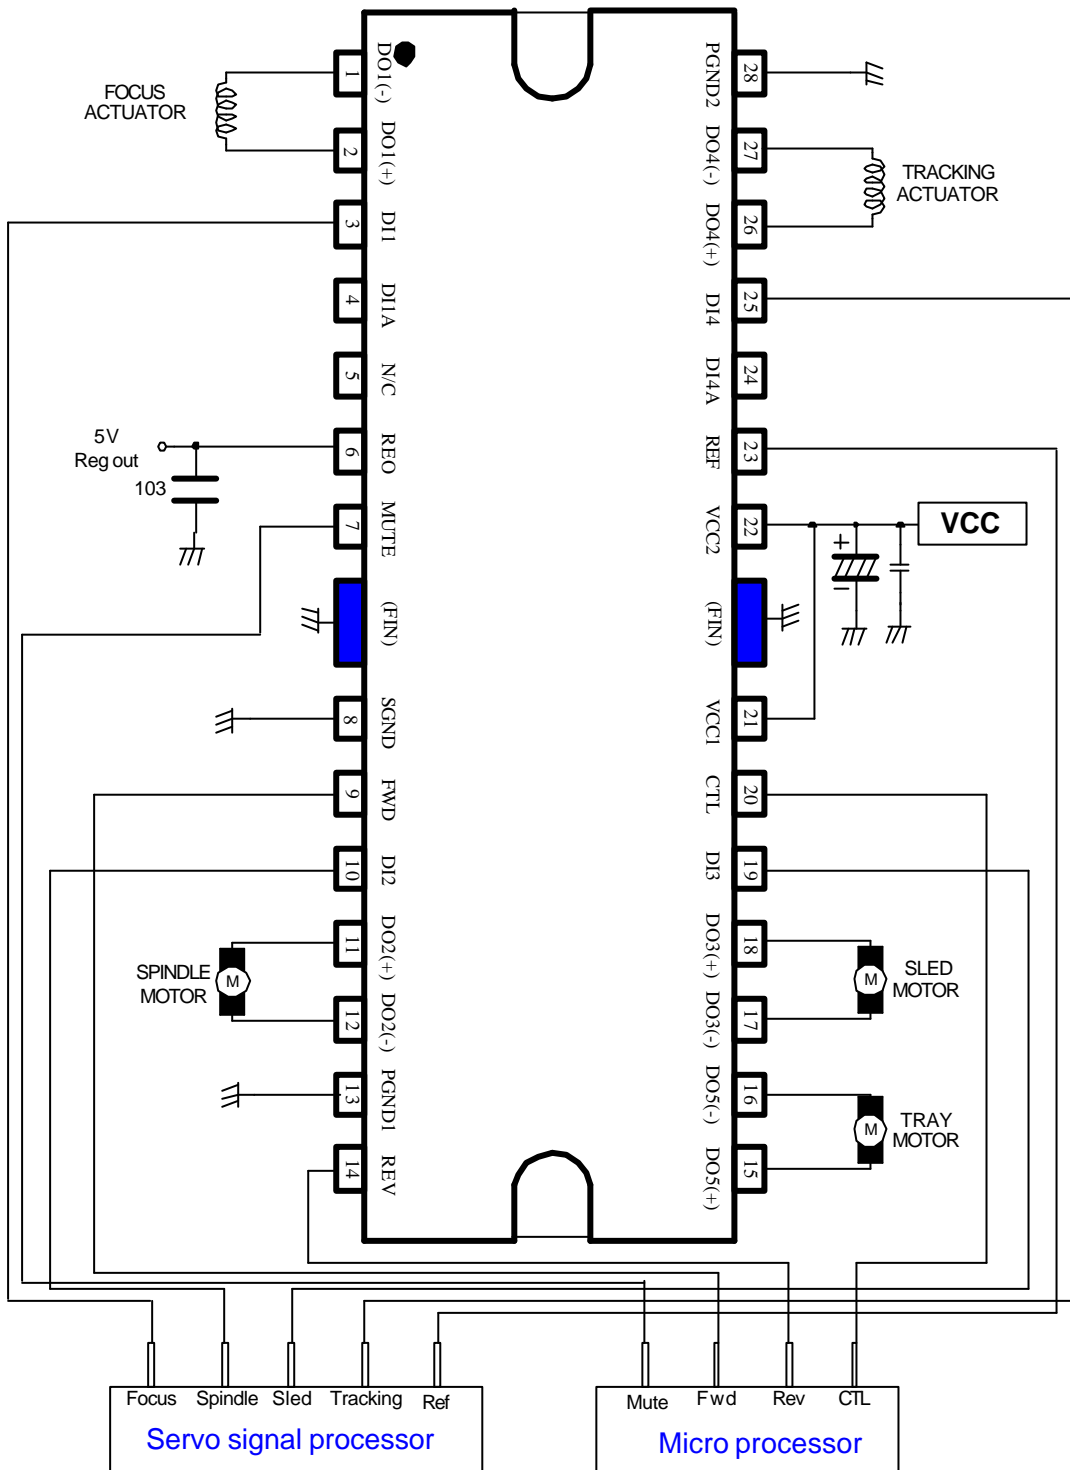 FOCUS
ACTUATOR
1
DO1(-)
2
DO1(+)
3
DI1
4
DI1A
5
N/C
5V
Reg out
103
6
REO
7
MUTE
(FIN)
8
SGND
9
FWD
10
DI2
SPINDLE
MOTOR
M
11
DO2(+)
12
DO2(-)
13
PGND1
14
REV
PGND2
28
DO4(-)
27
TRACKING
ACTUATOR
DO4(+)
26
DI4
25
DI4A
24
REF
23
VCC2
22
VCC
+
-
(FIN)
VCC1
21
CTL
20
DI3
19
DO3(+)
18
SLED
MOTOR
M
DO3(-)
17
DO5(-)
16
TRAY
MOTOR
M
DO5(+)
15
Focus Spindle Sled Tracking Ref
Servo signal processor
Mute Fwd Rev CTL
Micro processor